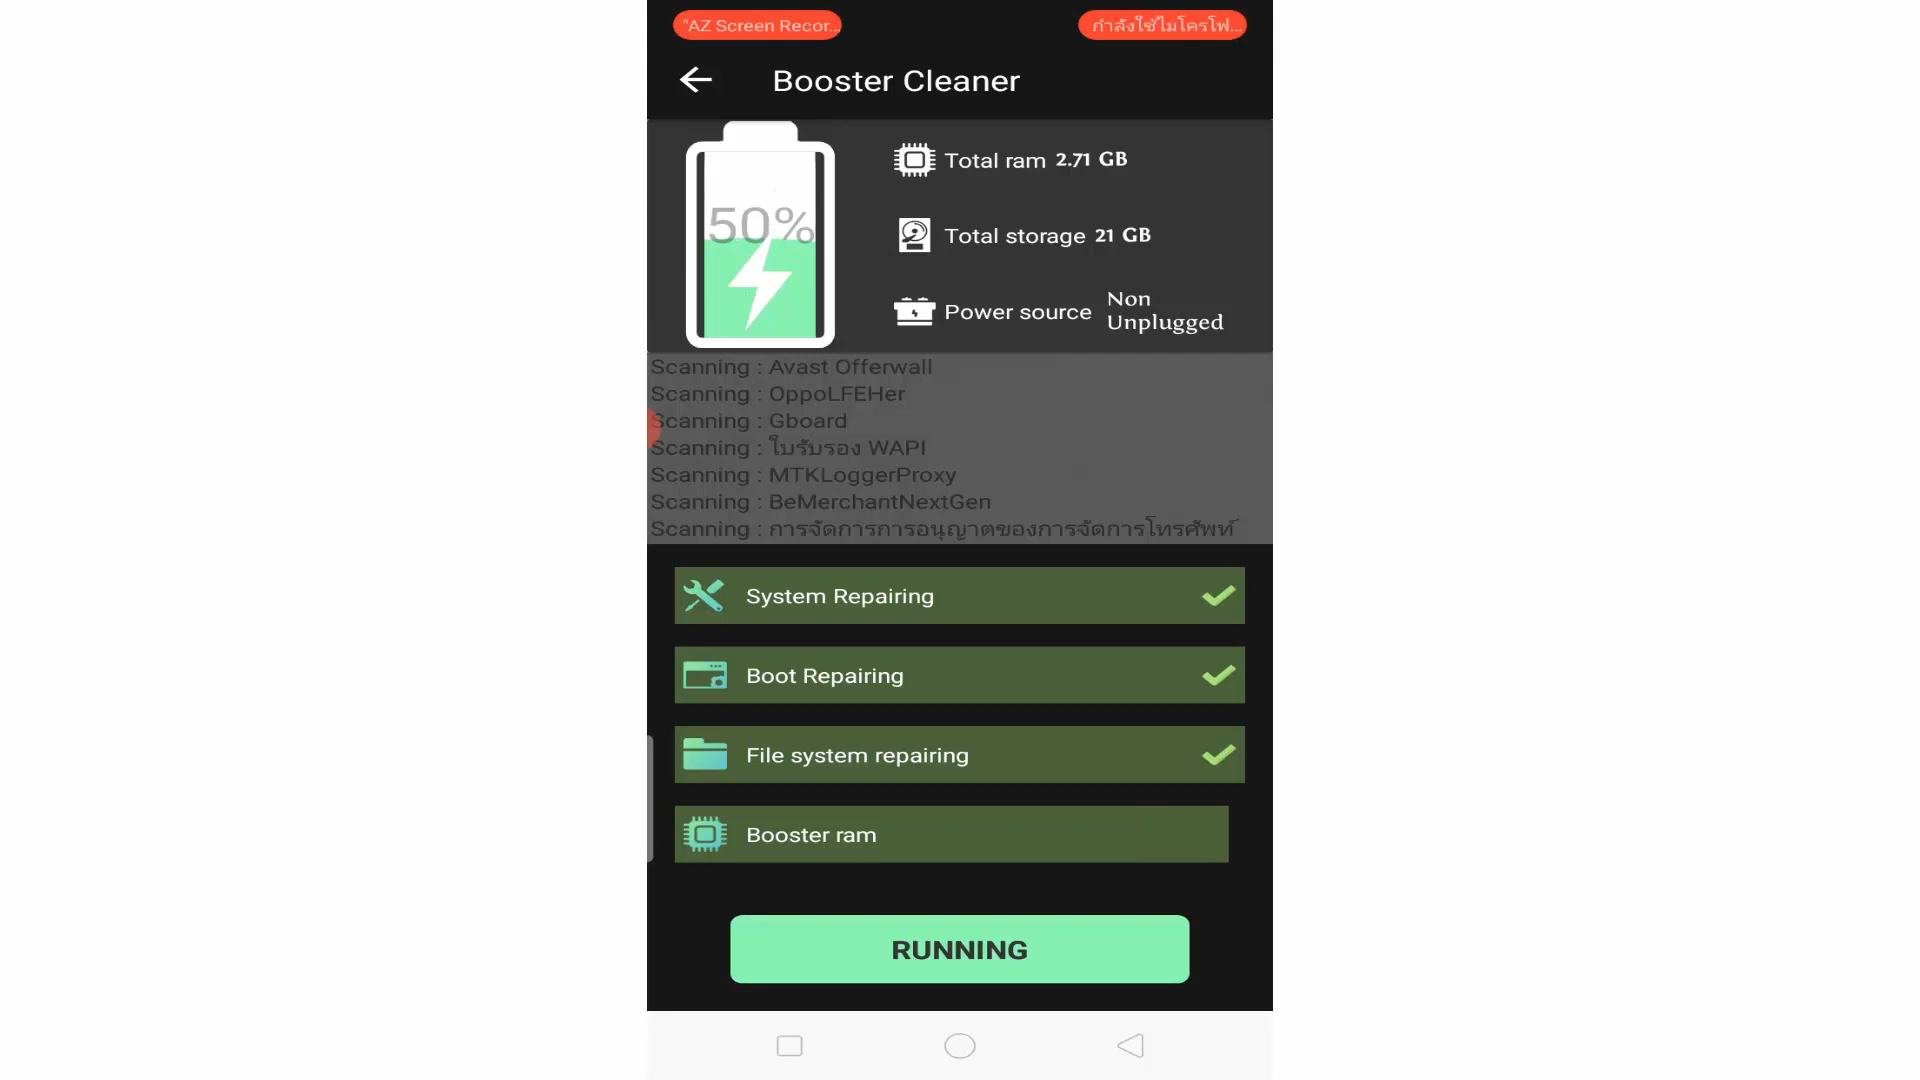 "AZ Screen Recor...
กำลังใช้ไมโครโฟ...
Booster Cleaner
50%
Total ram 2.71 GB
Total storage 21 GB
Power source Non
Unplugged
Scanning : Avast Offerwall
Scanning : OppoLFEHer
Scanning : Gboard
Scanning : ใบรับรอง WAPI
Scanning : MTKLoggerProxy
Scanning : BeMerchantNextGen
Scanning : การจัดการการอนุญาตของการจัดการโทรศัพท์
System Repairing
Boot Repairing
File system repairing
Booster ram
RUNNING